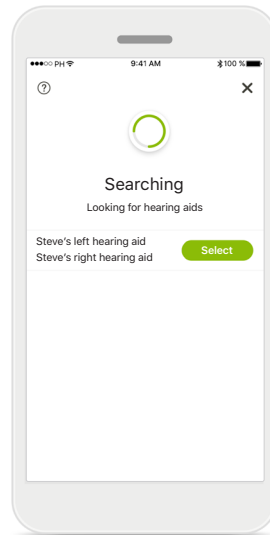 PH 9:41 AM 100 %
?
Searching
Looking for hearing aids
Steve's left hearing aid
Steve's right hearing aid
Select